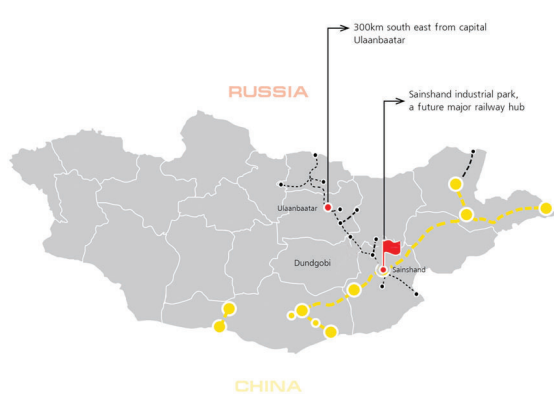 300km south east from capital
Ulaanbaatar
RUSSIA
Sainshand industrial park,
a future major railway hub
Ulaanbaatar
Dundgobi
Sainshand
CHINA